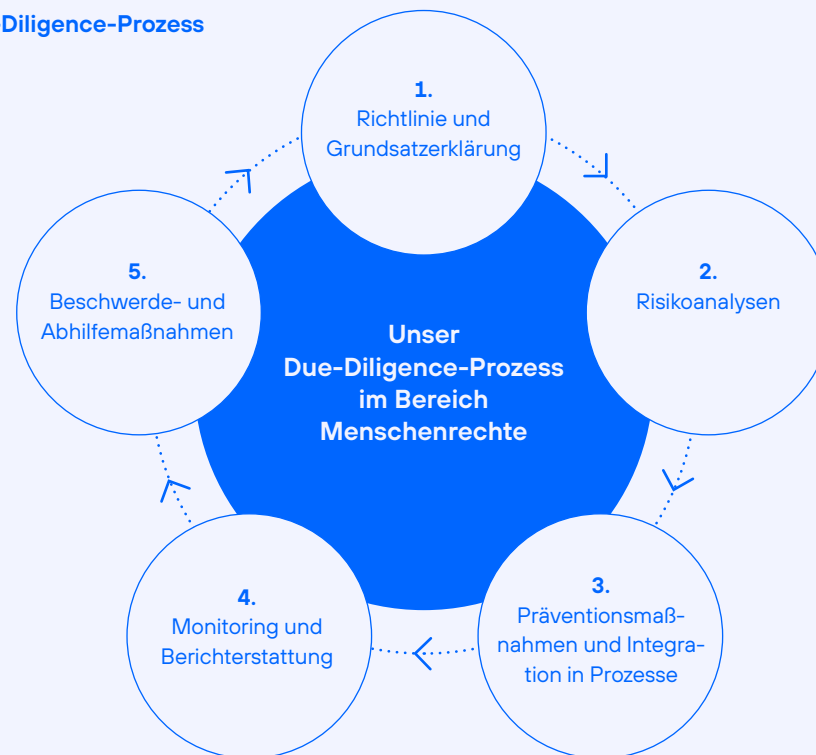 -Diligence-Prozess
1.
Richtlinie und
Grundsatzerklärung
2.
Risikoanalysen
3.
Präventionsmaß-
nahmen und Integra-
tion in Prozesse
4.
Monitoring und
Berichterstattung
5.
Beschwerde- und
Abhilfemaßnahmen
Unser
Due-Diligence-Prozess
im Bereich
Menschenrechte